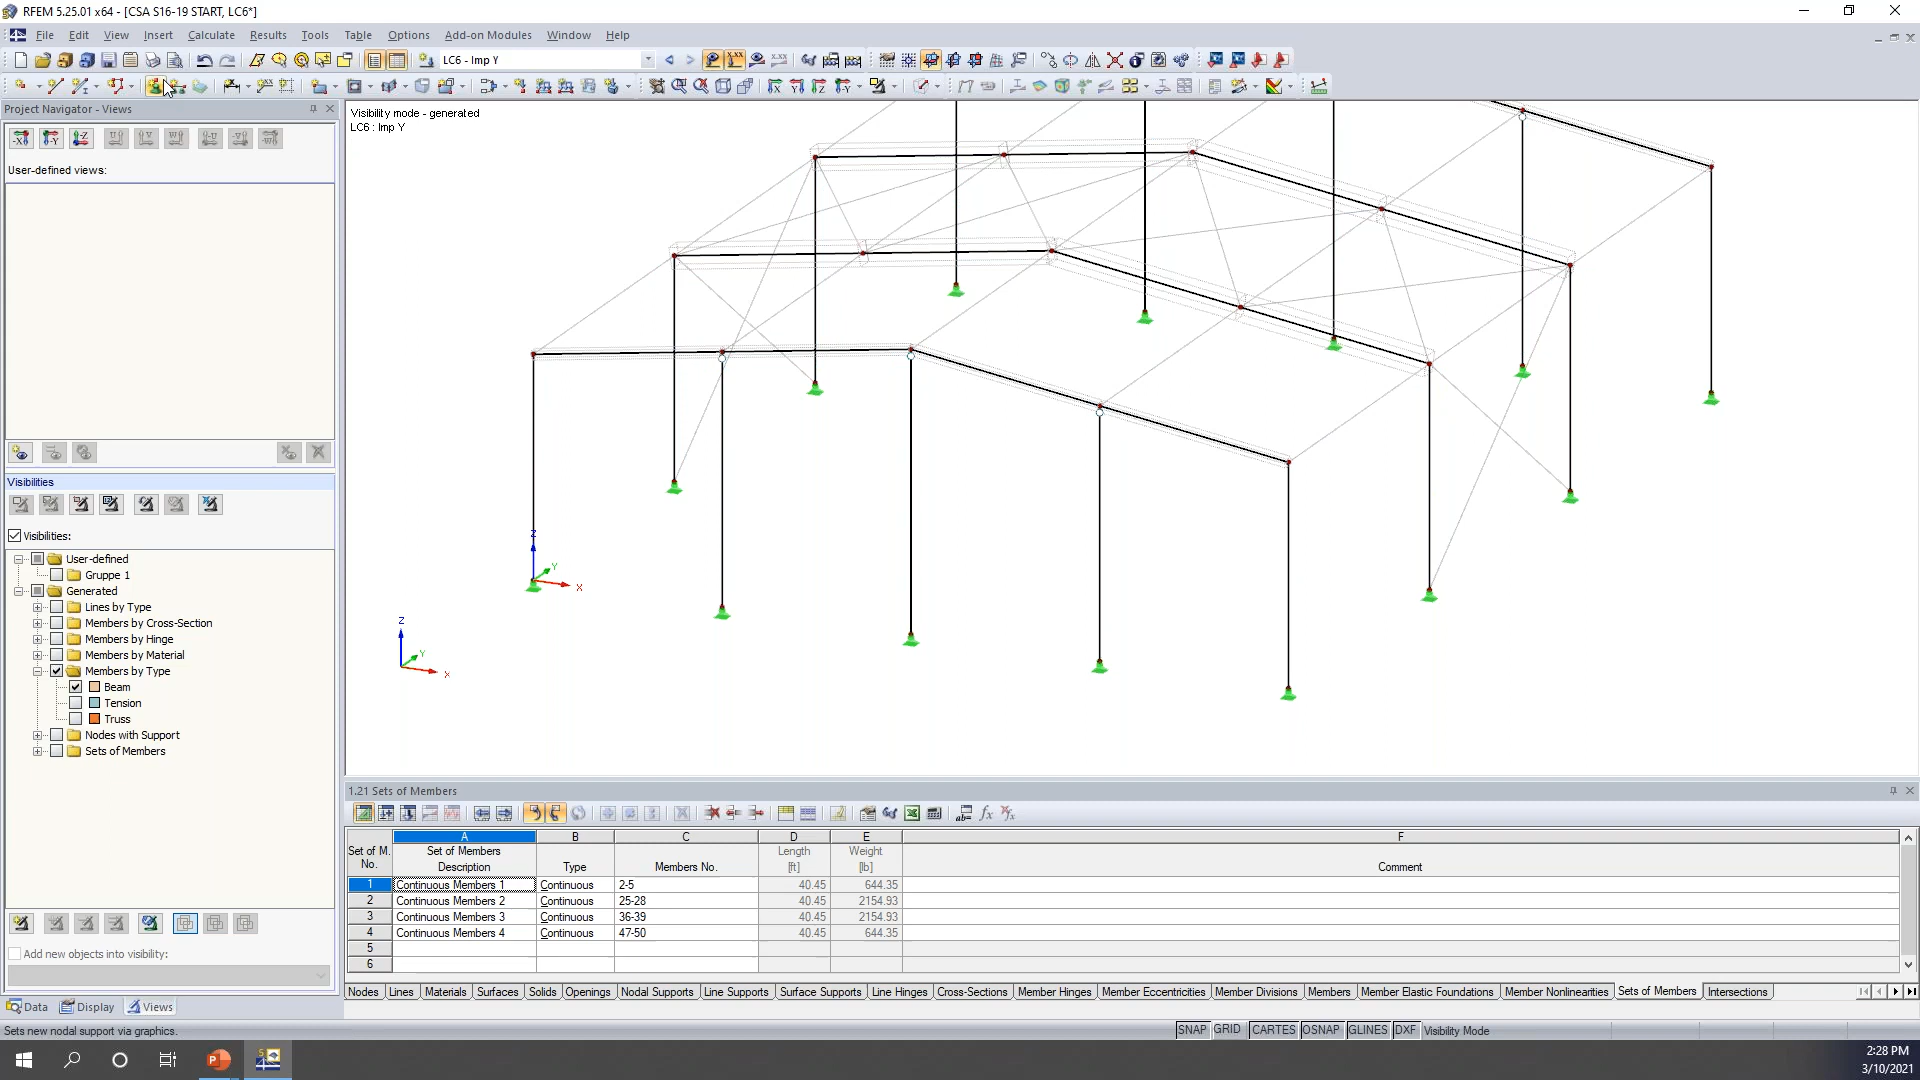 RFEM 5.25.01 x64 - [CSA S16-19 START, LC6*]
File Edit View Insert Calculate Results Tools Table Options Add-on Modules Window Help
LC6 - Imp Y
Project Navigator - Views
User-defined views:
Visibilities
Visibilities:
User-defined
Gruppe 1
Generated
Lines by Type
Members by Cross-Section
Members by Hinge
Members by Material
Members by Type
Beam
Tension
Truss
Nodes with Support
Sets of Members
Add new objects into visibility:
Data Display Views
Visibility mode - generated
LC6 : Imp Y
Z
Y
X
Z
Y
X
1.21 Sets of Members
A B C D E F
Set of M. Set of Members Length Weight
No. Description Type Members No. [ft] [lb] Comment
1 Continuous Members 1 Continuous 2-5 40.45 644.35
2 Continuous Members 2 Continuous 25-28 40.45 2154.93
3 Continuous Members 3 Continuous 36-39 40.45 2154.93
4 Continuous Members 4 Continuous 47-50 40.45 644.35
5
6
Nodes Lines Materials Surfaces Solids Openings Nodal Supports Line Supports Surface Supports Line Hinges Cross-Sections Member Hinges Member Eccentricities Member Divisions Members Member Elastic Foundations Member Nonlinearities Sets of Members Intersections
Sets new nodal support via graphics.
SNAP GRID CARTES OSNAP GLINES DXF Visibility Mode
2:28 PM
3/10/2021